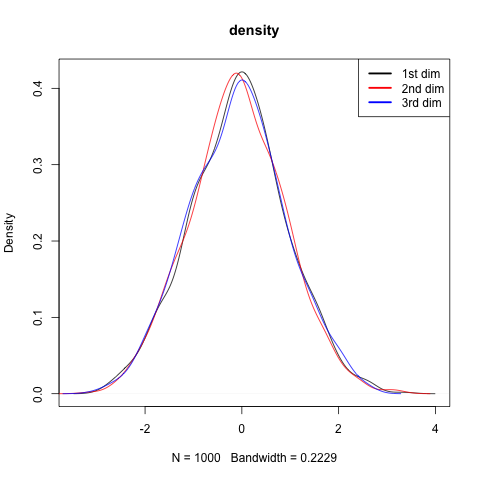 density
1st dim
2nd dim
3rd dim
Density
0.0
0.1
0.2
0.3
0.4
-2
0
2
4
N = 1000   Bandwidth = 0.2229